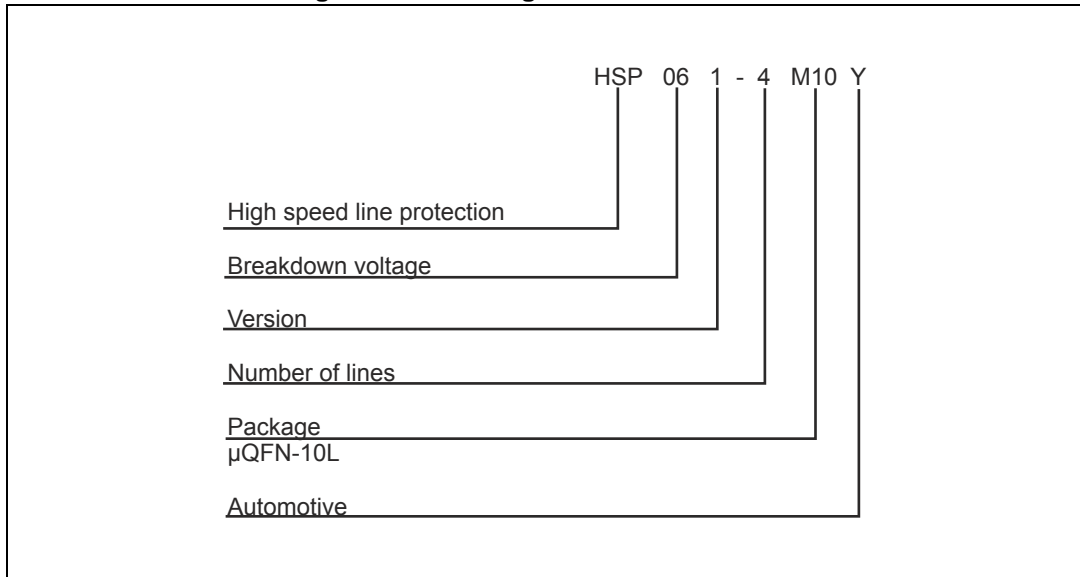 HSP 06 1 - 4 M10 Y
High speed line protection
Breakdown voltage
Version
Number of lines
Package
µQFN-10L
Automotive